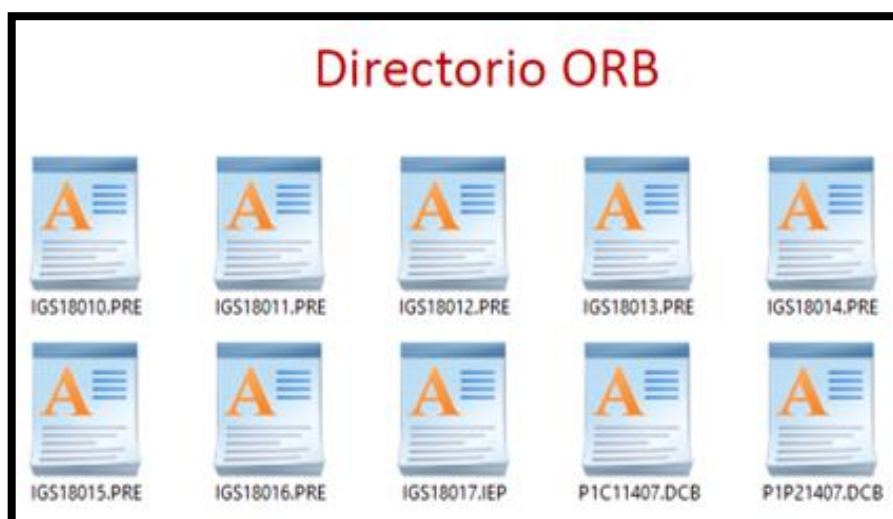 Directorio ORB
IGS18010.PRE IGS18011.PRE IGS18012.PRE IGS18013.PRE IGS18014.PRE
IGS18015.PRE IGS18016.PRE IGS18017.IEP P1C11407.DCB P1P21407.DCB